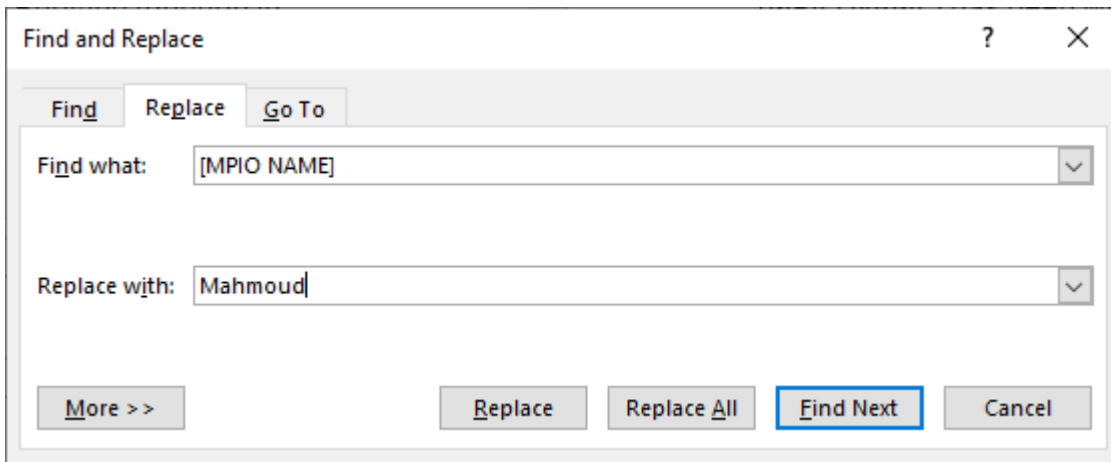 Find and Replace ?
Find Replace Go To
Find what: [MPIO NAME]
Replace with: Mahmoud
More >> Replace Replace All Find Next Cancel